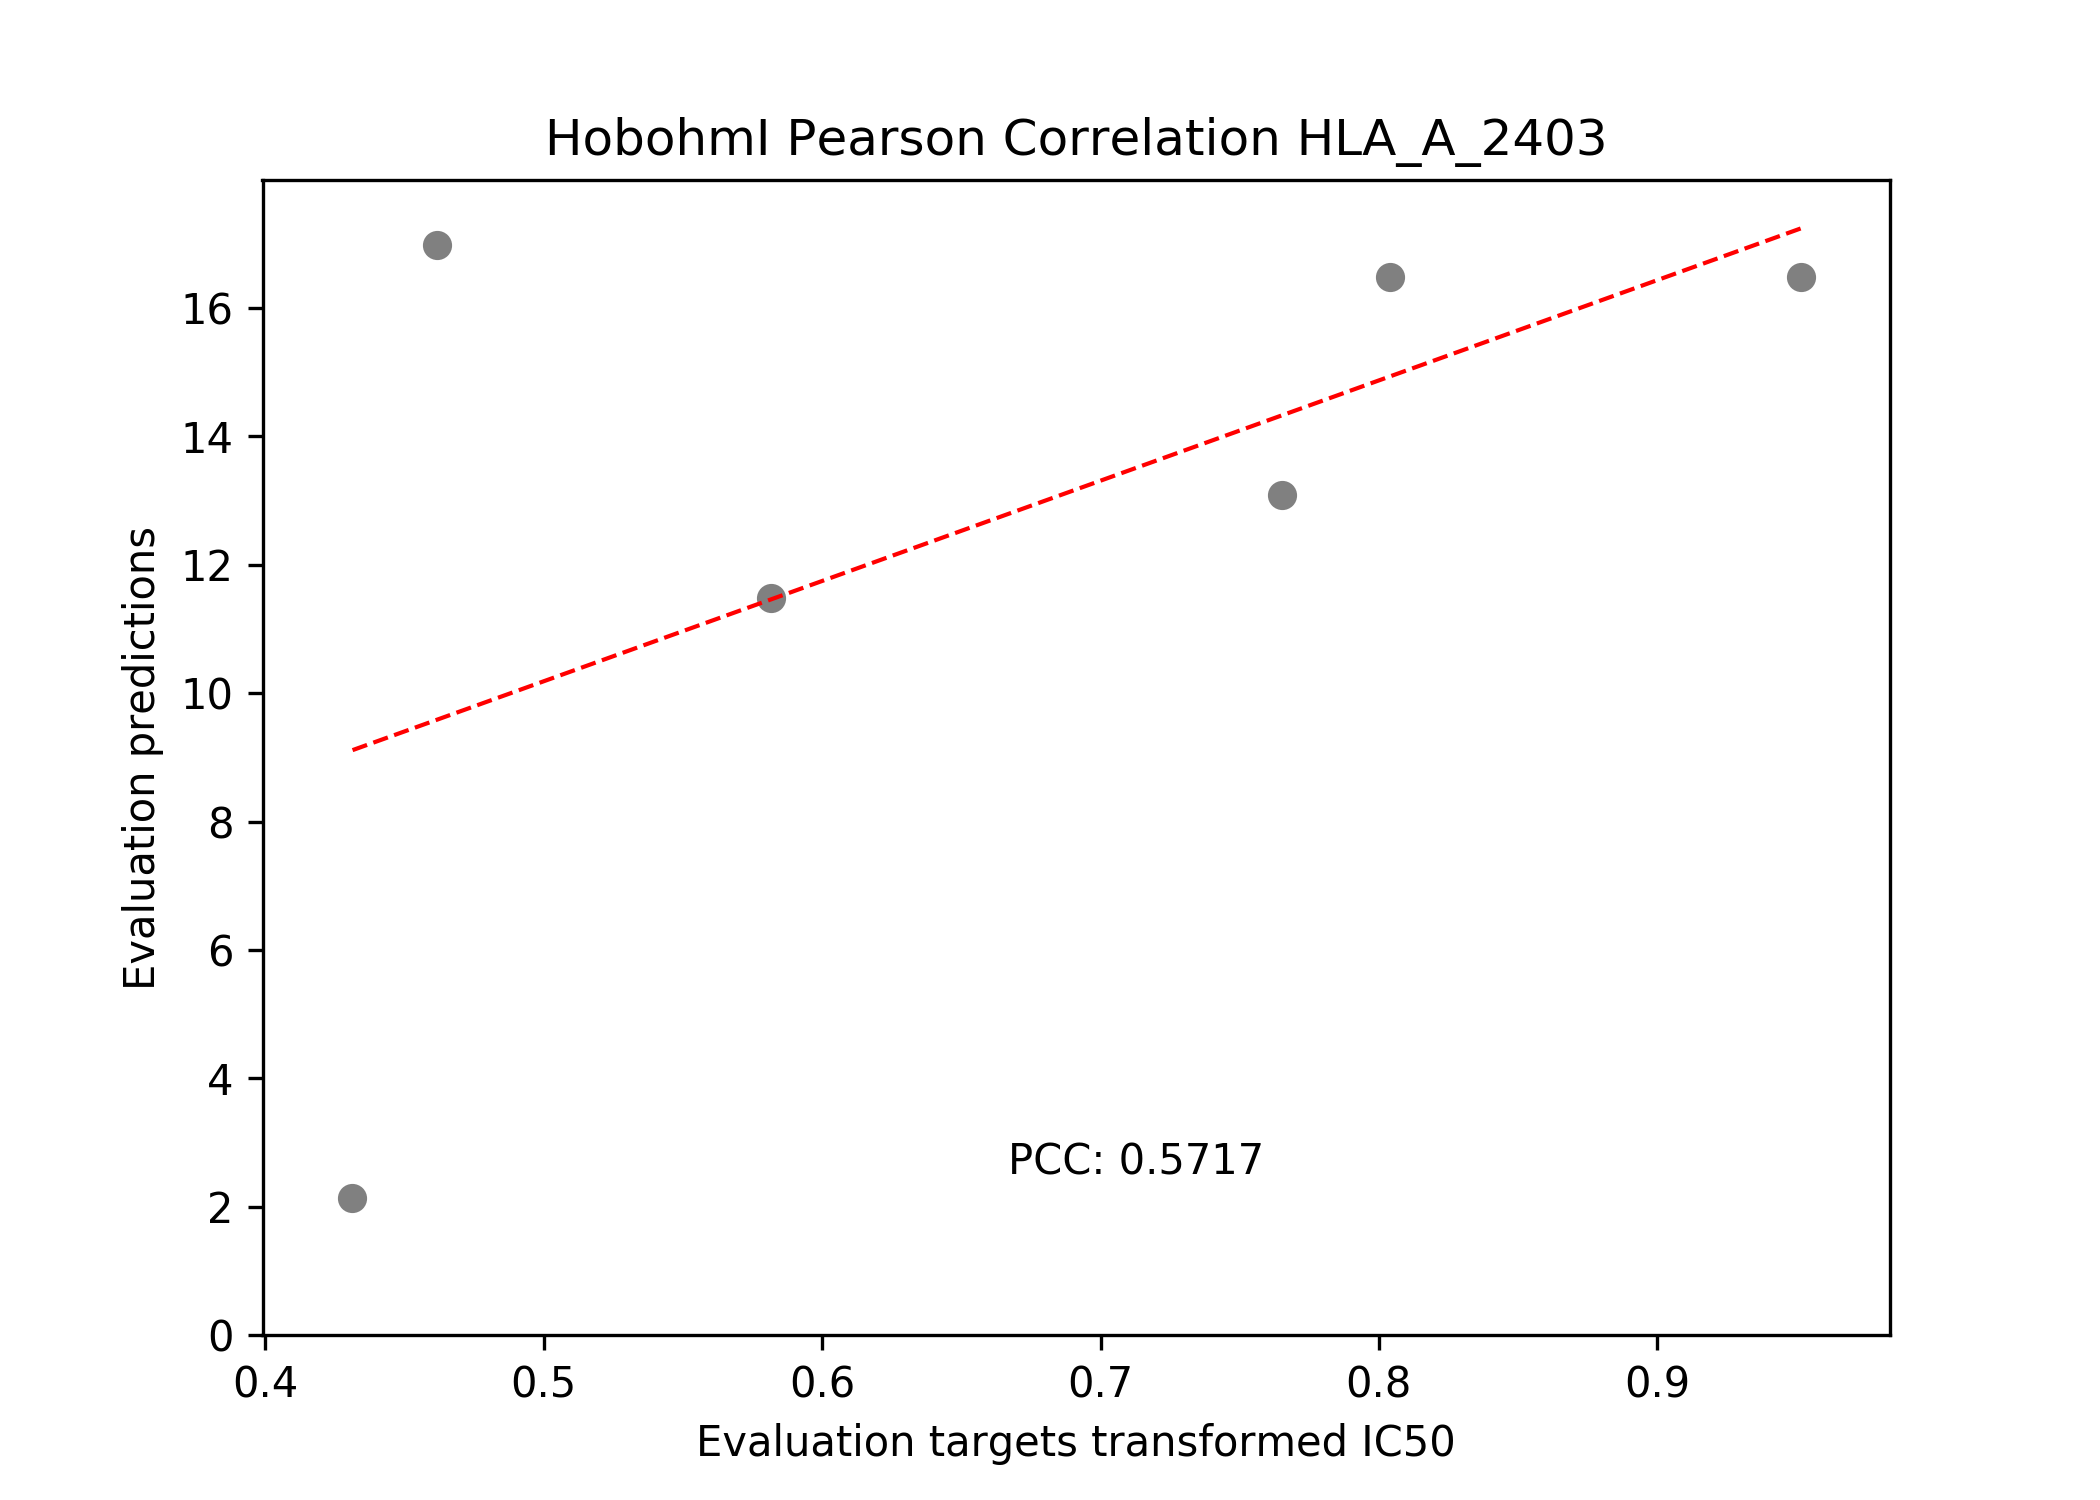 HobohmI Pearson Correlation HLA_A_2403
Evaluation predictions
16
14
12
10
8
6
4
2
0
PCC: 0.5717
0.4 0.5 0.6 0.7 0.8 0.9
Evaluation targets transformed IC50